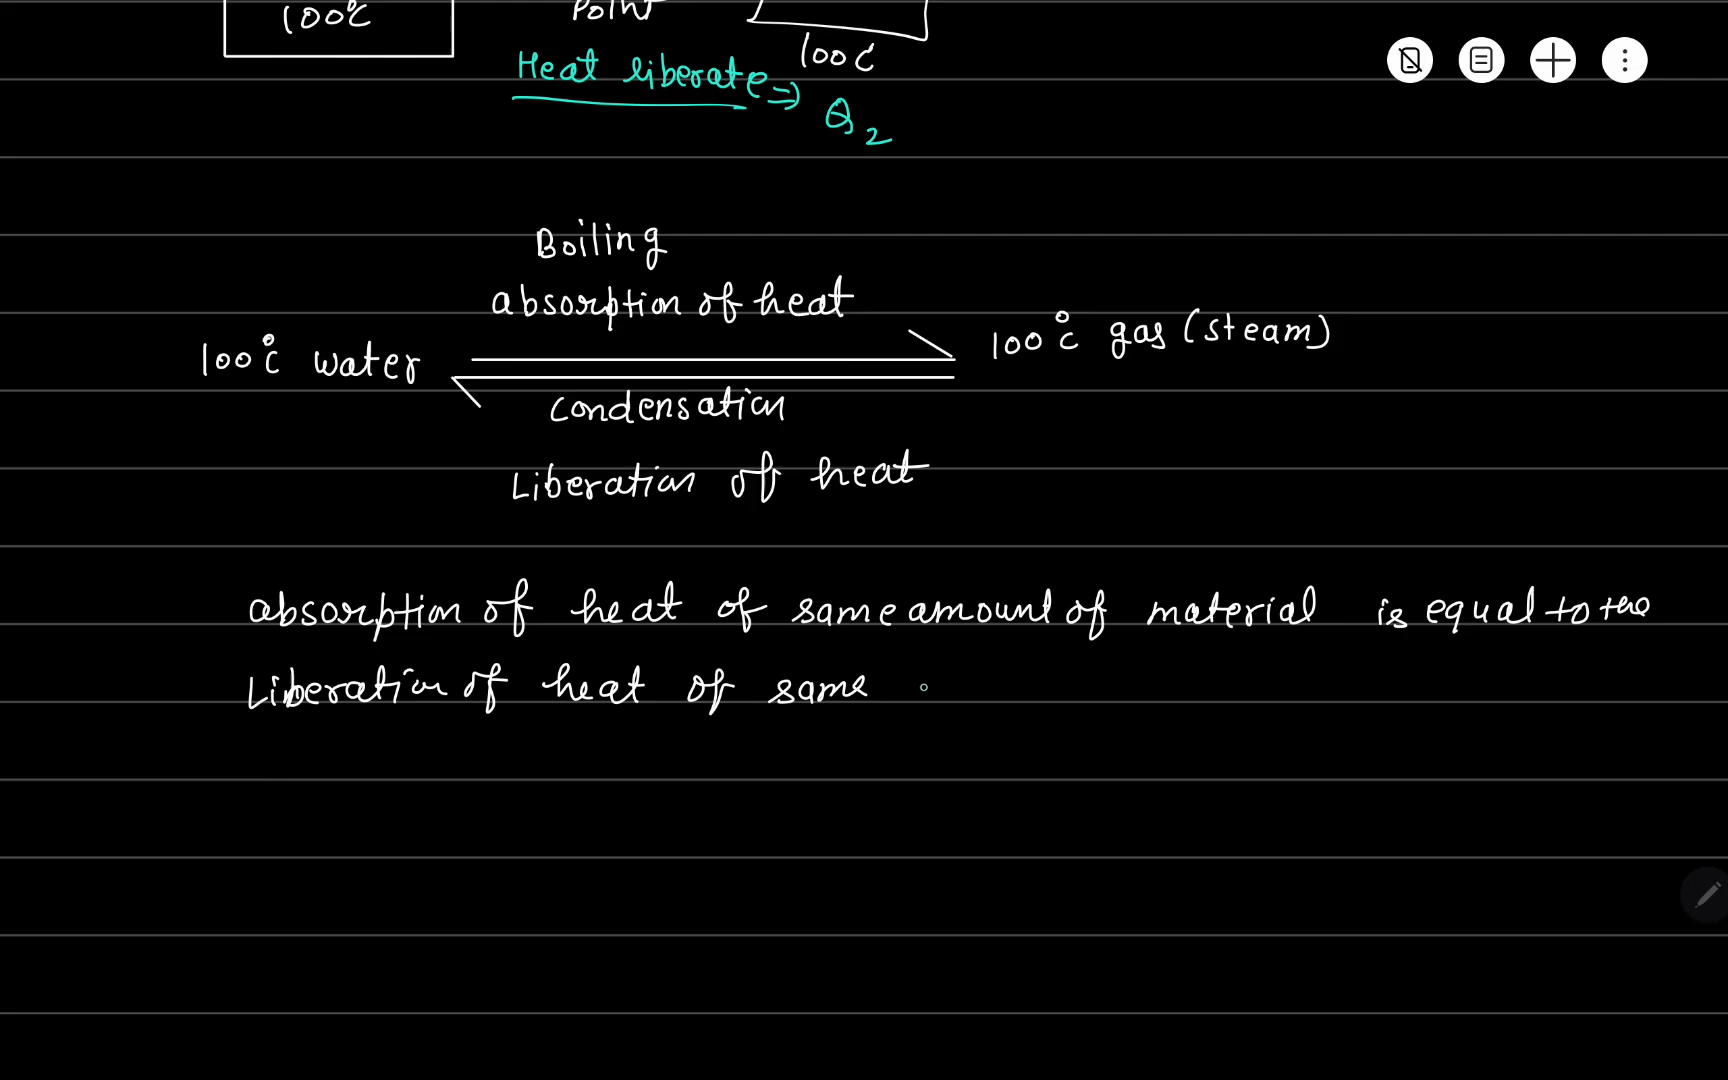 100°C Point
100C
Heat liberate ⇒ Q2
Boiling
absorption of heat
100°C water 100°C gas (steam)
condensation
Liberation of heat
absorption of heat of same amount of material is equal to the
Liberation of heat of same